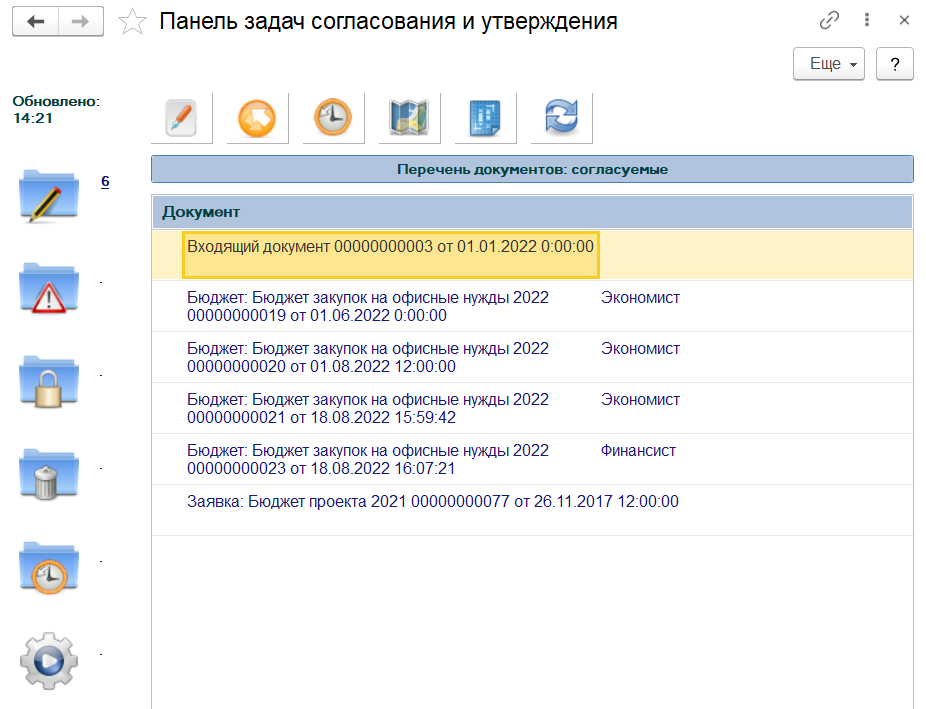 Панель задач согласования и утверждения
Еще
?
Обновлено:
14:21
6
Перечень документов: согласуемые
Документ
Входящий документ 00000000003 от 01.01.2022 0:00:00
Бюджет: Бюджет закупок на офисные нужды 2022 Экономист
00000000019 от 01.06.2022 0:00:00
Бюджет: Бюджет закупок на офисные нужды 2022 Экономист
00000000020 от 01.08.2022 12:00:00
Бюджет: Бюджет закупок на офисные нужды 2022 Экономист
00000000021 от 18.08.2022 15:59:42
Бюджет: Бюджет закупок на офисные нужды 2022 Финансист
00000000023 от 18.08.2022 16:07:21
Заявка: Бюджет проекта 2021 00000000077 от 26.11.2017 12:00:00